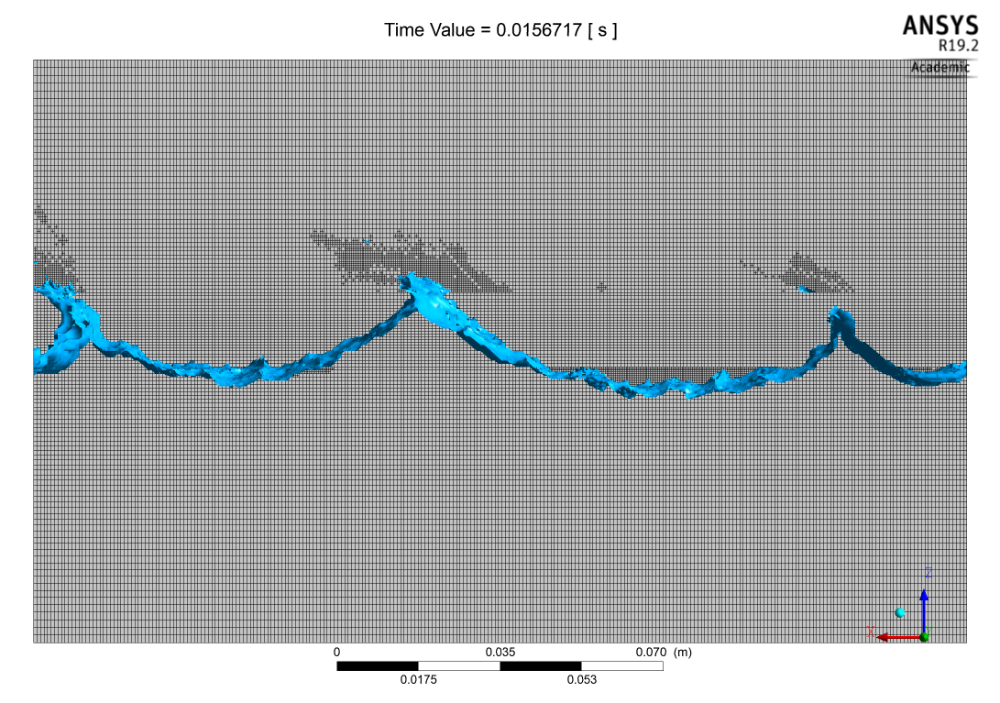 Time Value = 0.0156717 [ s ]
ANSYS
R19.2
Academic
Z
X
0 0.035 0.070 (m)
0.0175 0.053